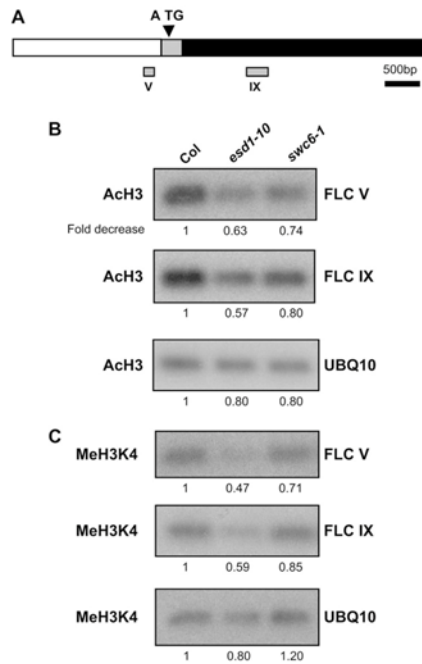 A
A TG
V
IX
500bp
B
Col esd1-10 swc6-1
AcH3 FLC V
Fold decrease 1 0.63 0.74
AcH3 FLC IX
1 0.57 0.80
AcH3 UBQ10
1 0.80 0.80
C
MeH3K4 FLC V
1 0.47 0.71
MeH3K4 FLC IX
1 0.59 0.85
MeH3K4 UBQ10
1 0.80 1.20